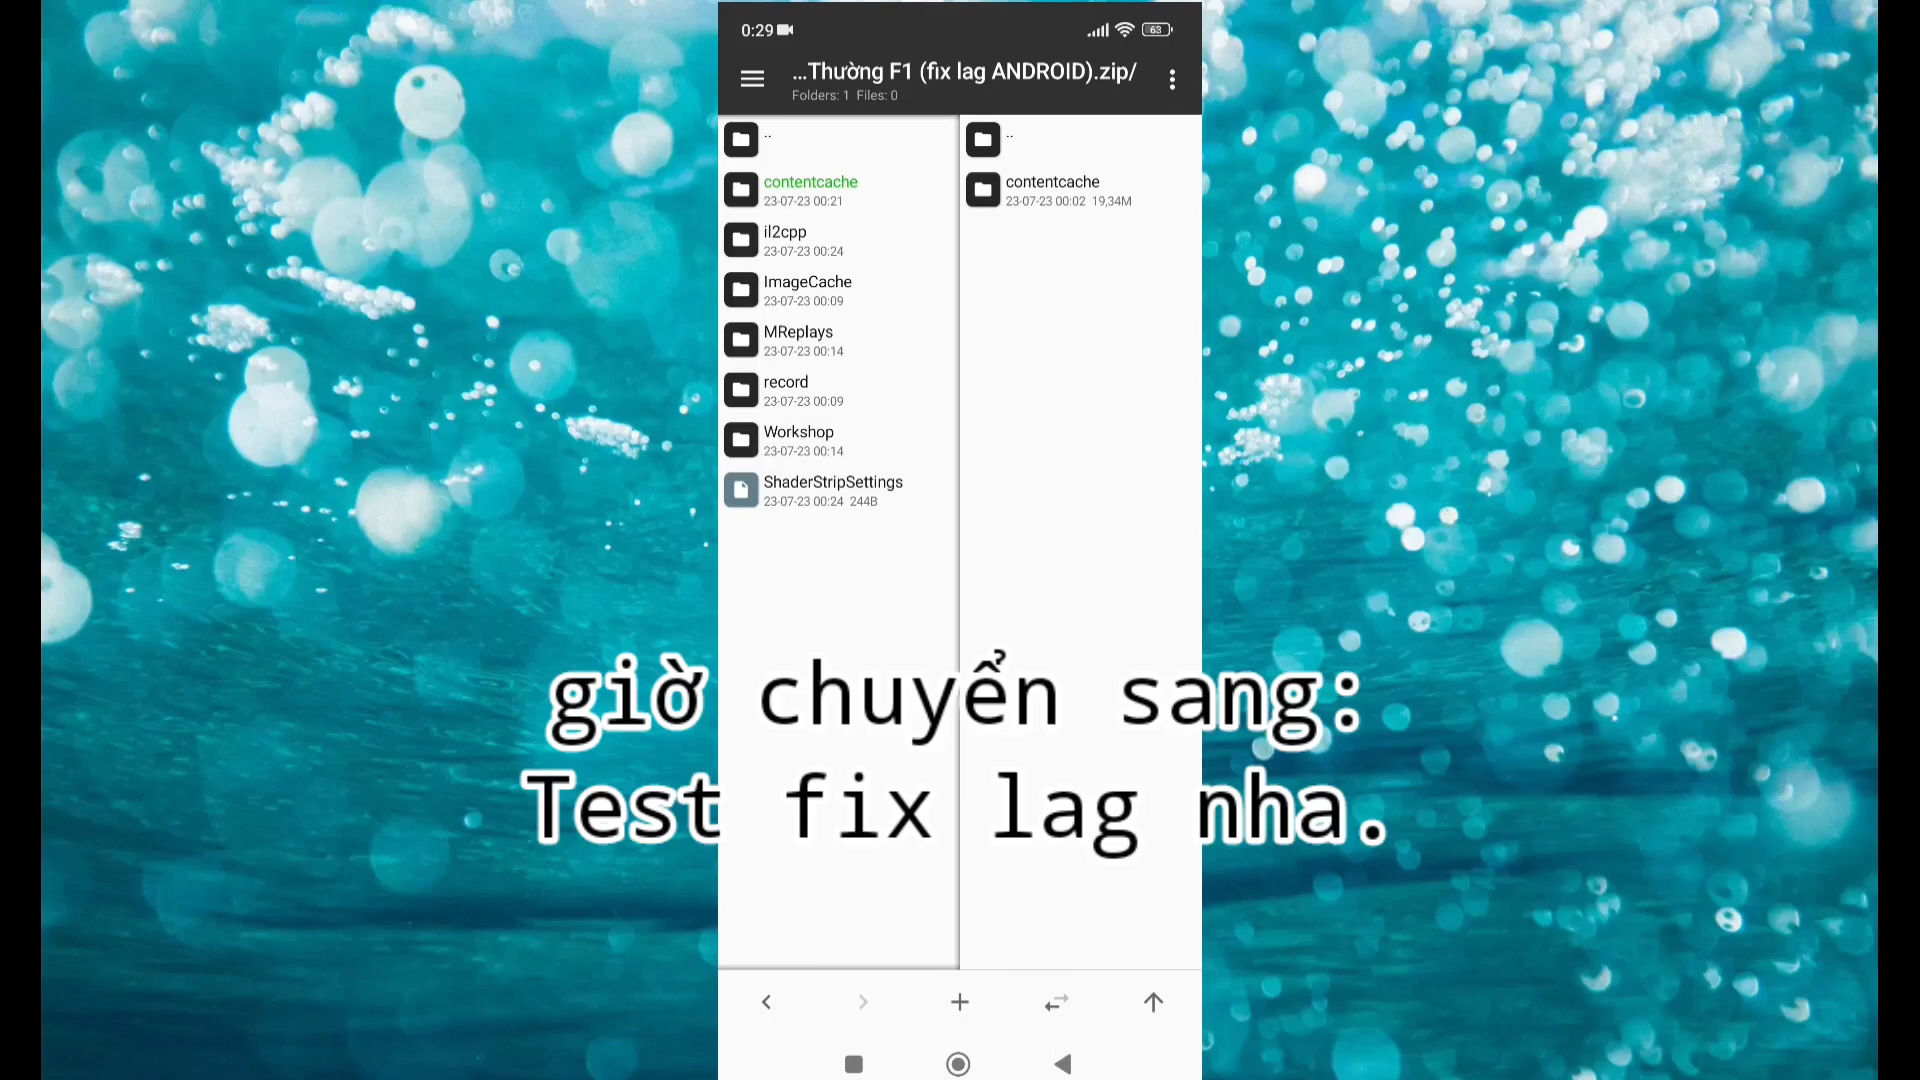 0:29
63
...Thường F1 (fix lag ANDROID).zip/
Folders: 1 Files: 0
..
contentcache
23-07-23 00:21
il2cpp
23-07-23 00:24
ImageCache
23-07-23 00:09
MReplays
23-07-23 00:14
record
23-07-23 00:09
Workshop
23-07-23 00:14
ShaderStripSettings
23-07-23 00:24 244B
..
contentcache
23-07-23 00:02 19,34M
giờ chuyển sang:
Test fix lag nha.